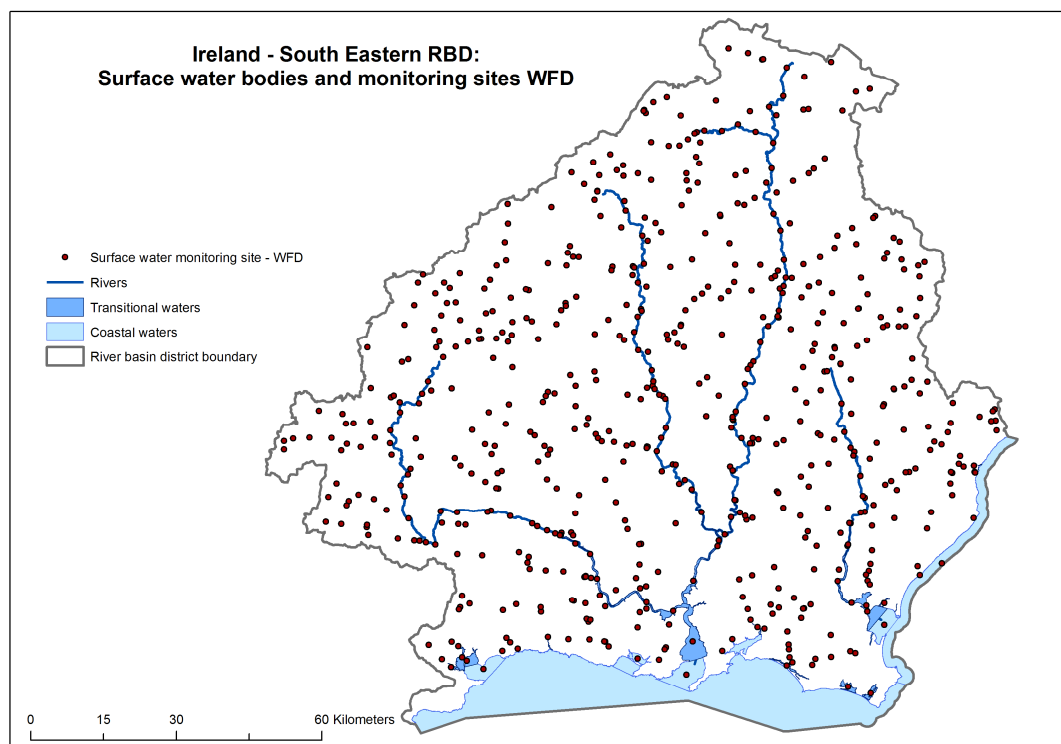 Ireland - South Eastern RBD:
Surface water bodies and monitoring sites WFD
Surface water monitoring site - WFD
Rivers
Transitional waters
Coastal waters
River basin district boundary
0 15 30 60 Kilometers